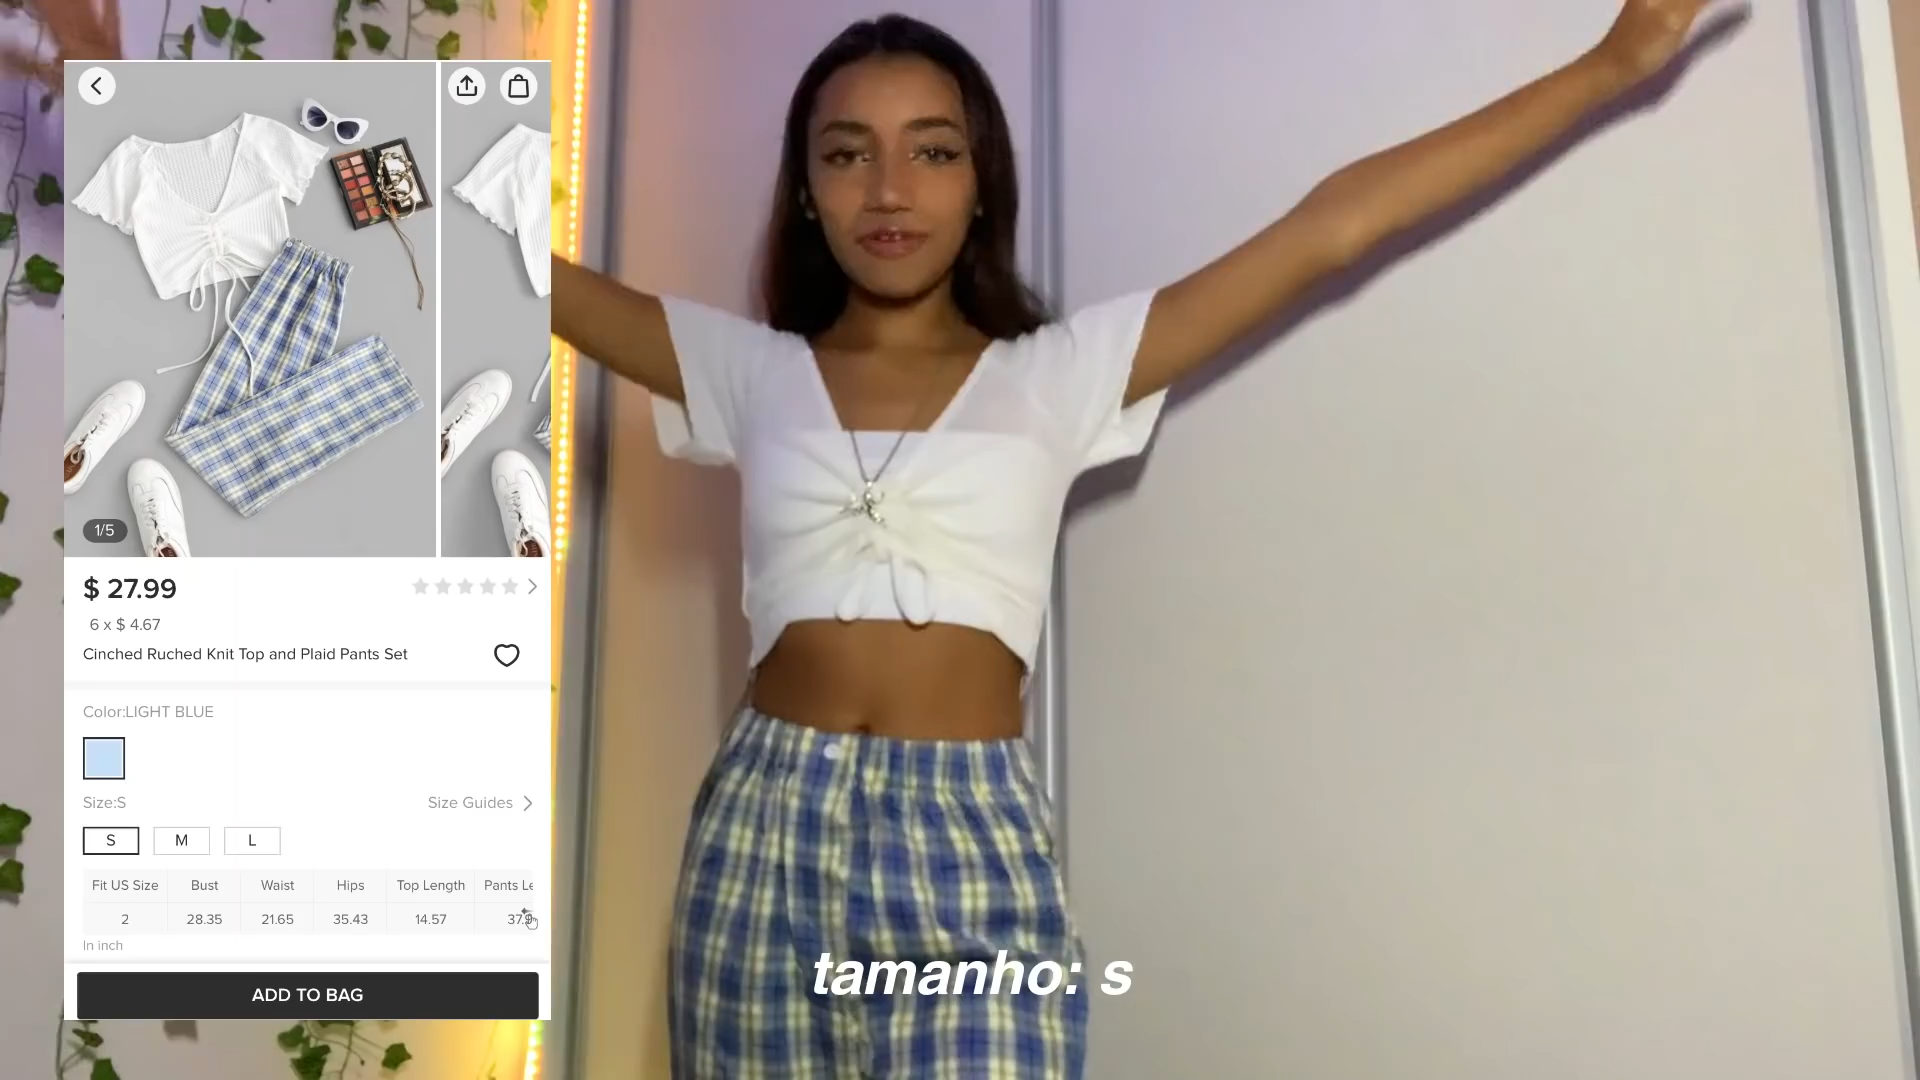 1/5
$ 27.99
6 x $ 4.67
Cinched Ruched Knit Top and Plaid Pants Set
Color:LIGHT BLUE
Size:S
Size Guides
S M L
Fit US Size Bust Waist Hips Top Length Pants Le
2 28.35 21.65 35.43 14.57
In inch
ADD TO BAG
tamanho: s